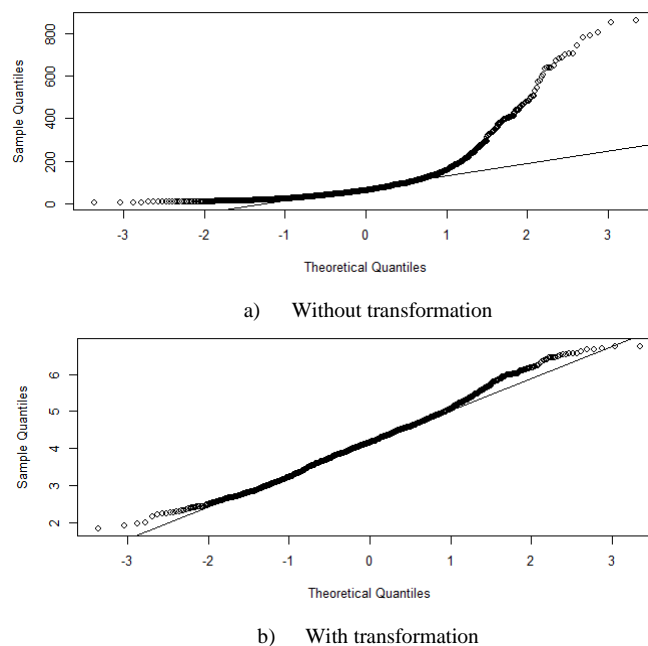 800
600
400
200
0
Sample Quantiles
-3 -2 -1 0 1 2 3
Theoretical Quantiles
a) Without transformation
6
5
4
3
2
Sample Quantiles
-3 -2 -1 0 1 2 3
Theoretical Quantiles
b) With transformation